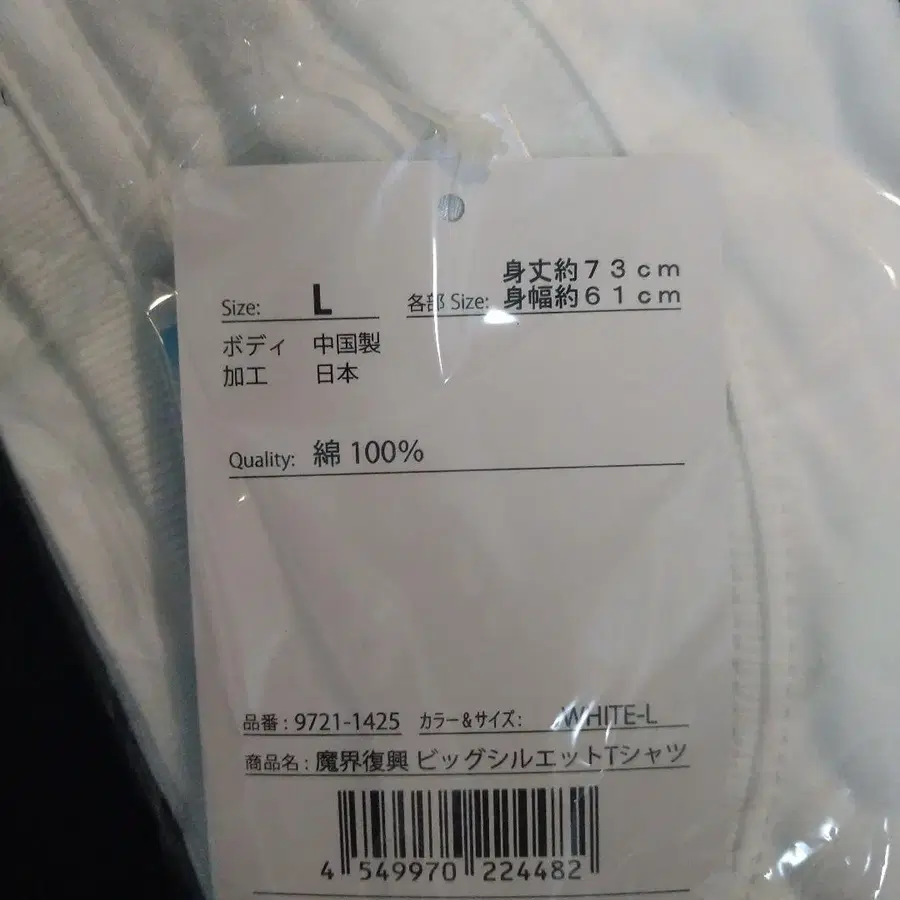 Size: L 各部 Size: 身丈約73cm
身幅約61cm
ボディ 中国製
加工 日本
Quality: 綿 100%
品番 : 9721-1425 カラー&サイズ: WHITE-L
商品名 : 魔界復興 ビッグシルエットTシャツ
4 549970 224482